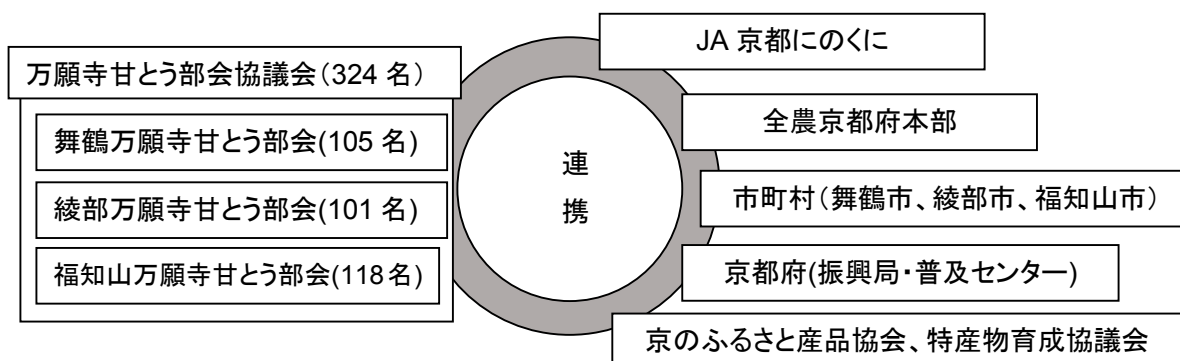 万願寺甘とう部会協議会(324 名)
舞鶴万願寺甘とう部会(105 名)
綾部万願寺甘とう部会(101 名)
福知山万願寺甘とう部会(118 名)
連
携
JA 京都にのくに
全農京都府本部
市町村(舞鶴市、綾部市、福知山市)
京都府(振興局・普及センター)
京のふるさと産品協会、特産物育成協議会